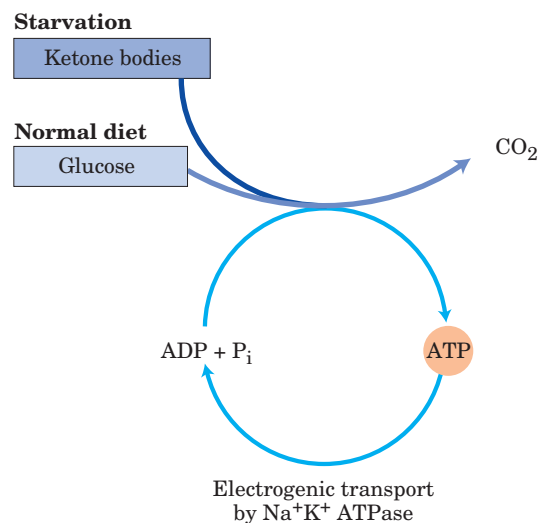 Starvation
Ketone bodies
Normal diet
Glucose
CO₂
ADP + Pᵢ
ATP
Electrogenic transport
by Na⁺K⁺ ATPase